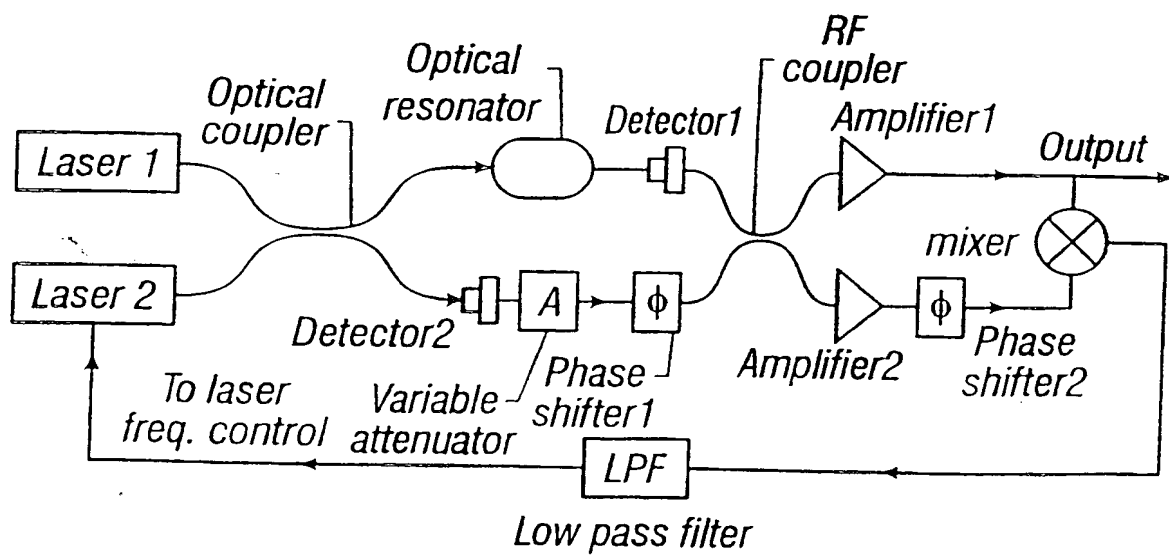 RF
coupler
Optical
resonator
Optical
coupler
Detector1
Amplifier1
Output
Laser 1
mixer
Laser 2
A
ϕ
ϕ
Detector2
Amplifier2
Phase
shifter2
Phase
shifter1
Variable
attenuator
To laser
freq. control
LPF
Low pass filter